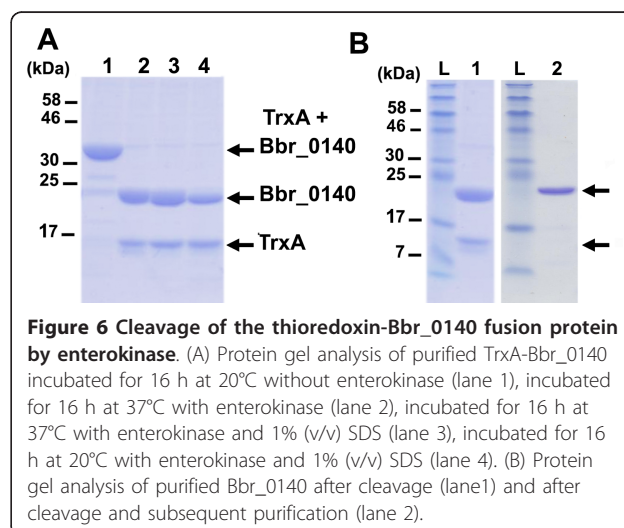 A
B
(kDa) 1 2 3 4
(kDa) L 1 L 2
58
46
30
25
17
TrxA +
Bbr_0140
Bbr_0140
TrxA
58
46
30
25
17
7
Figure 6 Cleavage of the thioredoxin-Bbr_0140 fusion protein
by enterokinase. (A) Protein gel analysis of purified TrxA-Bbr_0140
incubated for 16 h at 20°C without enterokinase (lane 1), incubated
for 16 h at 37°C with enterokinase (lane 2), incubated for 16 h at
37°C with enterokinase and 1% (v/v) SDS (lane 3), incubated for 16
h at 20°C with enterokinase and 1% (v/v) SDS (lane 4). (B) Protein
gel analysis of purified Bbr_0140 after cleavage (lane1) and after
cleavage and subsequent purification (lane 2).